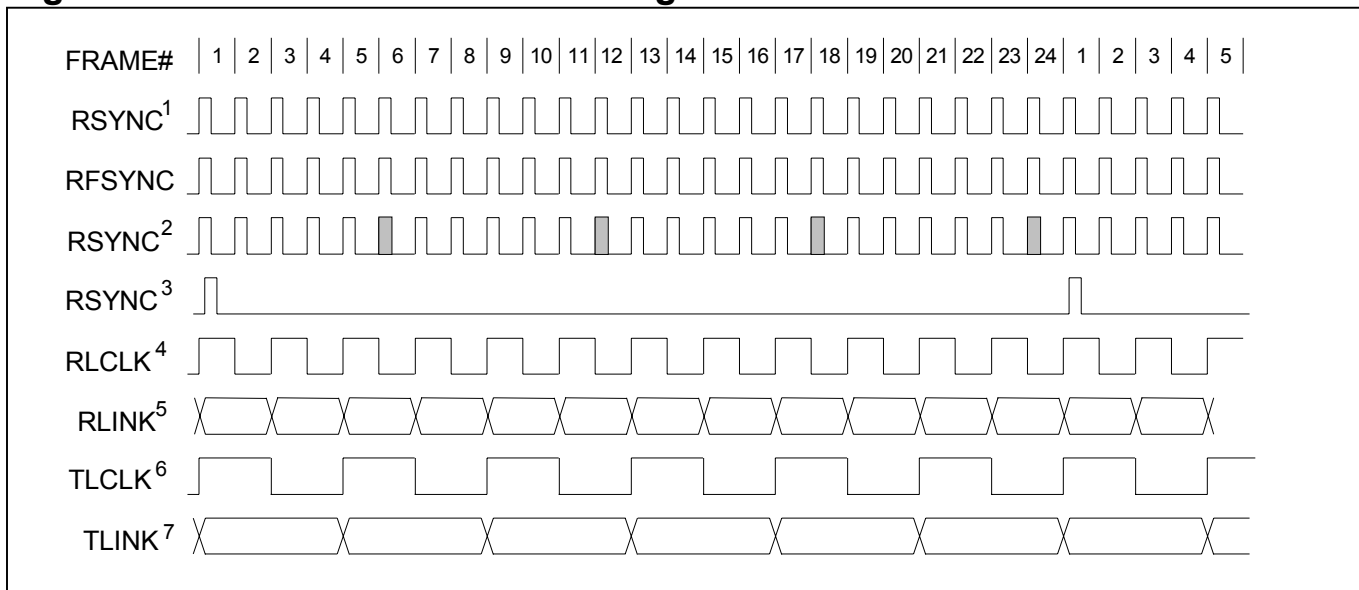 FRAME# 1 2 3 4 5 6 7 8 9 10 11 12 13 14 15 16 17 18 19 20 21 22 23 24 1 2 3 4 5
RSYNC1
RFSYNC
RSYNC2
RSYNC3
RLCLK4
RLINK5
TLCLK6
TLINK7